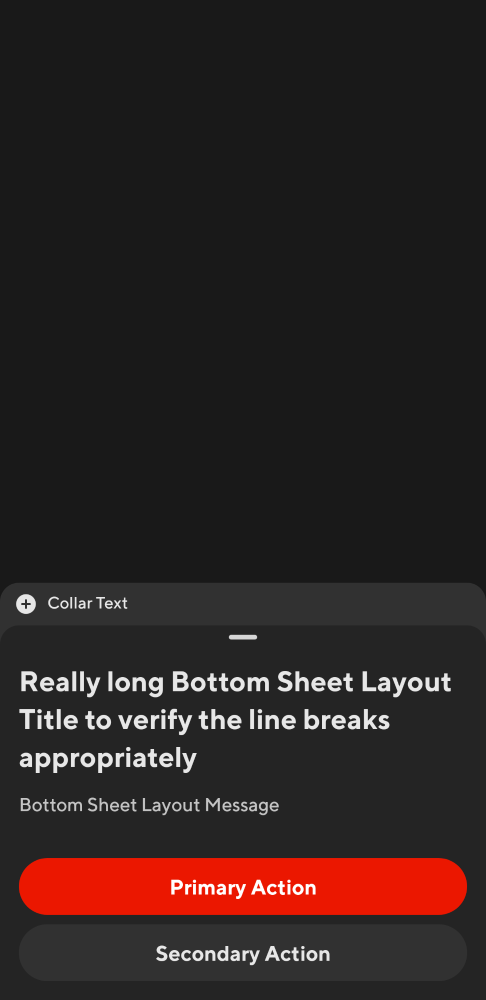 Collar Text
Really long Bottom Sheet Layout
Title to verify the line breaks
appropriately
Bottom Sheet Layout Message
Primary Action
Secondary Action